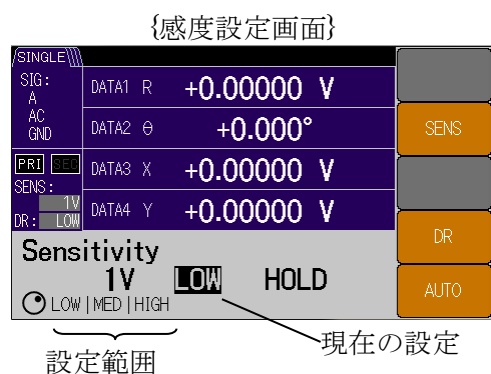 {感度設定画面}
SINGLE
SIG:
A
AC
GND
DATA1 R +0.00000 V
DATA2 θ +0.000°
SENS
PRI SEC
SENS:
1V
DR: LOW
DATA3 X +0.00000 V
DATA4 Y +0.00000 V
DR
Sensitivity
1V LOW HOLD
AUTO
LOW|MED|HIGH
現在の設定
設定範囲